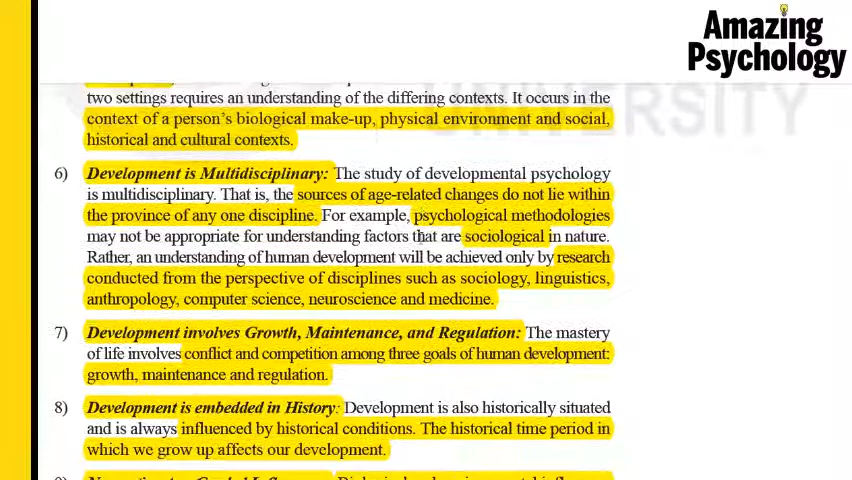 Amazing
Psychology
two settings requires an understanding of the differing contexts. It occurs in the
context of a person's biological make-up, physical environment and social,
historical and cultural contexts.
UNIVERSITY
6) Development is Multidisciplinary: The study of developmental psychology
is multidisciplinary. That is, the sources of age-related changes do not lie within
the province of any one discipline. For example, psychological methodologies
may not be appropriate for understanding factors that are sociological in nature.
Rather, an understanding of human development will be achieved only by research
conducted from the perspective of disciplines such as sociology, linguistics,
anthropology, computer science, neuroscience and medicine.
7) Development involves Growth, Maintenance, and Regulation: The mastery
of life involves conflict and competition among three goals of human development:
growth, maintenance and regulation.
8) Development is embedded in History: Development is also historically situated
and is always influenced by historical conditions. The historical time period in
which we grow up affects our development.